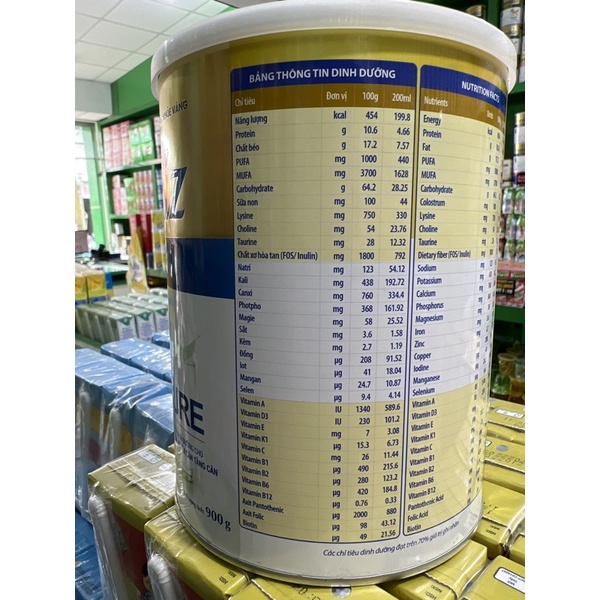 KHỎE VÀNG
URE
TĂNG CÂN
900 g
BẢNG THÔNG TIN DINH DƯỠNG
Chỉ tiêu Đơn vị 100g 200ml
Năng lượng kcal 454 199.8
Protein g 10.6 4.66
Chất béo g 17.2 7.57
PUFA mg 1000 440
MUFA mg 3700 1628
Carbohydrate g 64.2 28.25
Sữa non mg 100 44
Lysine mg 750 330
Choline mg 54 23.76
Taurine mg 28 12.32
Chất xơ hòa tan (FOS/ Inulin) mg 1800 792
Natri mg 123 54.12
Kali mg 438 192.72
Canxi mg 760 334.4
Photpho mg 368 161.92
Magie mg 58 25.52
Sắt mg 3.6 1.58
Kẽm mg 2.7 1.19
Đồng µg 208 91.52
Iot µg 41 18.04
Mangan µg 24.7 10.87
Selen µg 9.4 4.14
Vitamin A IU 1340 589.6
Vitamin D3 IU 230 101.2
Vitamin E mg 7 3.08
Vitamin K1 µg 15.3 6.73
Vitamin C mg 26 11.44
Vitamin B1 µg 490 215.6
Vitamin B2 µg 280 123.2
Vitamin B6 µg 420 184.8
Vitamin B12 µg 0.76 0.33
Axit Pantothenic µg 2000 880
Axit Folic µg 98 43.12
Biotin µg 49 21.56
NUTRITION FACTS
Nutrients
Energy
Protein
Fat
PUFA
MUFA
Carbohydrate
Colostrum
Lysine
Choline
Taurine
Dietary fiber (FOS/ Inulin)
Sodium
Potassium
Calcium
Phosphorus
Magnesium
Iron
Zinc
Copper
Iodine
Manganese
Selenium
Vitamin A
Vitamin D3
Vitamin E
Vitamin K1
Vitamin C
Vitamin B1
Vitamin B2
Vitamin B6
Vitamin B12
Pantothenic Acid
Folic Acid
Biotin
Các chỉ tiêu dinh dưỡng đạt trên 70% giá trị ghi nhãn